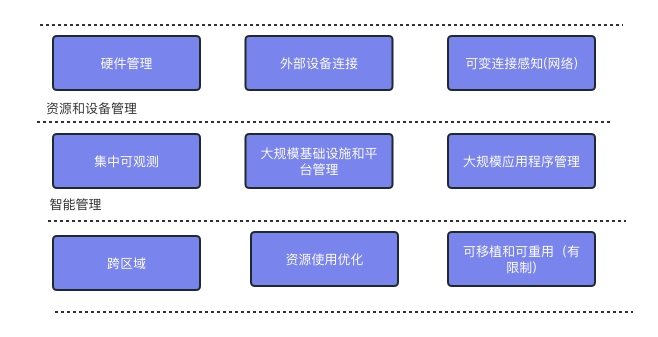 硬件管理
外部设备连接
可变连接感知(网络)
资源和设备管理
集中可观测
大规模基础设施和平
台管理
大规模应用程序管理
智能管理
跨区域
资源使用优化
可移植和可重用（有
限制）